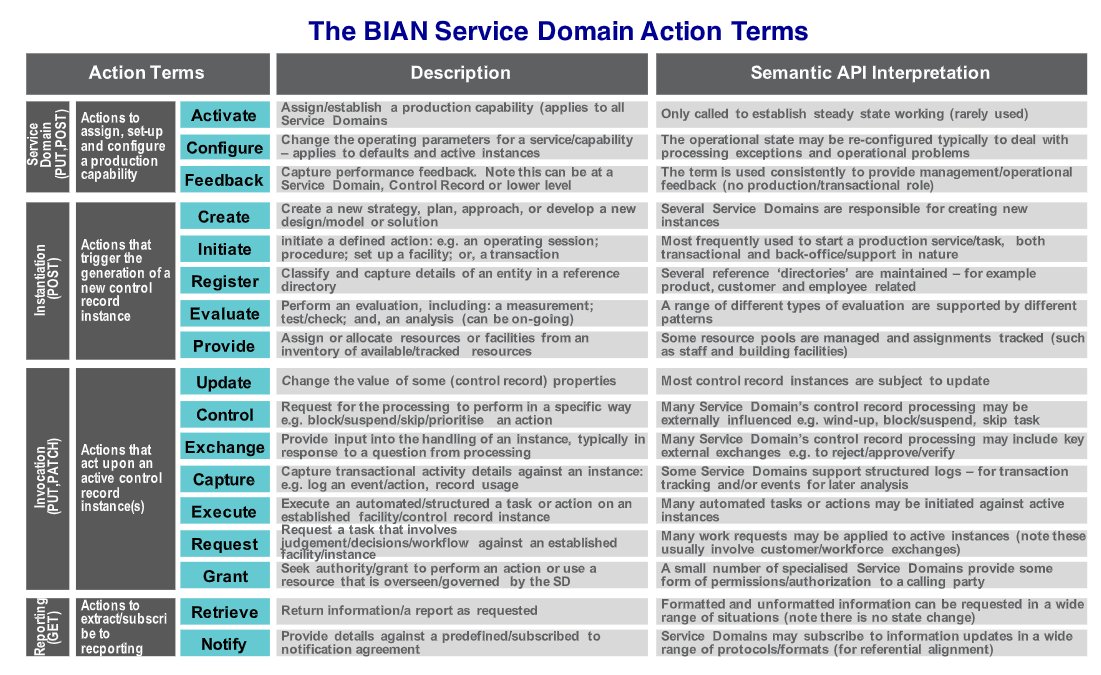 The BIAN Service Domain Action Terms
Action Terms
Description
Semantic API Interpretation
Service
Domain
(PUT,POST)
Actions to
assign, set-up
and configure
a production
capability
Activate
Assign/establish a production capability (applies to all
Service Domains
Only called to establish steady state working (rarely used)
Configure
Change the operating parameters for a service/capability
– applies to defaults and active instances
The operational state may be re-configured typically to deal with
processing exceptions and operational problems
Feedback
Capture performance feedback. Note this can be at a
Service Domain, Control Record or lower level
The term is used consistently to provide management/operational
feedback (no production/transactional role)
Instantiation
(POST)
Actions that
trigger the
generation of a
new control
record
instance
Create
Create a new strategy, plan, approach, or develop a new
design/model or solution
Several Service Domains are responsible for creating new
instances
Initiate
initiate a defined action: e.g. an operating session;
procedure; set up a facility; or, a transaction
Most frequently used to start a production service/task, both
transactional and back-office/support in nature
Register
Classify and capture details of an entity in a reference
directory
Several reference ‘directories’ are maintained – for example
product, customer and employee related
Evaluate
Perform an evaluation, including: a measurement;
test/check; and, an analysis (can be on-going)
A range of different types of evaluation are supported by different
patterns
Provide
Assign or allocate resources or facilities from an
inventory of available/tracked resources
Some resource pools are managed and assignments tracked (such
as staff and building facilities)
Invocation
(PUT,PATCH)
Actions that
act upon an
active control
record
instance(s)
Update
Change the value of some (control record) properties
Most control record instances are subject to update
Control
Request for the processing to perform in a specific way
e.g. block/suspend/skip/prioritise an action
Many Service Domain’s control record processing may be
externally influenced e.g. wind-up, block/suspend, skip task
Exchange
Provide input into the handling of an instance, typically in
response to a question from processing
Many Service Domain’s control record processing may include key
external exchanges e.g. to reject/approve/verify
Capture
Capture transactional activity details against an instance:
e.g. log an event/action, record usage
Some Service Domains support structured logs – for transaction
tracking and/or events for later analysis
Execute
Execute an automated/structured a task or action on an
established facility/control record instance
Many automated tasks or actions may be initiated against active
instances
Request
Request a task that involves
judgement/decisions/workflow against an established
facility/instance
Many work requests may be applied to active instances (note these
usually involve customer/workforce exchanges)
Grant
Seek authority/grant to perform an action or use a
resource that is overseen/governed by the SD
A small number of specialised Service Domains provide some
form of permissions/authorization to a calling party
Reporting
(GET)
Actions to
extract/subscri
be to
recporting
Retrieve
Return information/a report as requested
Formatted and unformatted information can be requested in a wide
range of situations (note there is no state change)
Notify
Provide details against a predefined/subscribed to
notification agreement
Service Domains may subscribe to information updates in a wide
range of protocols/formats (for referential alignment)